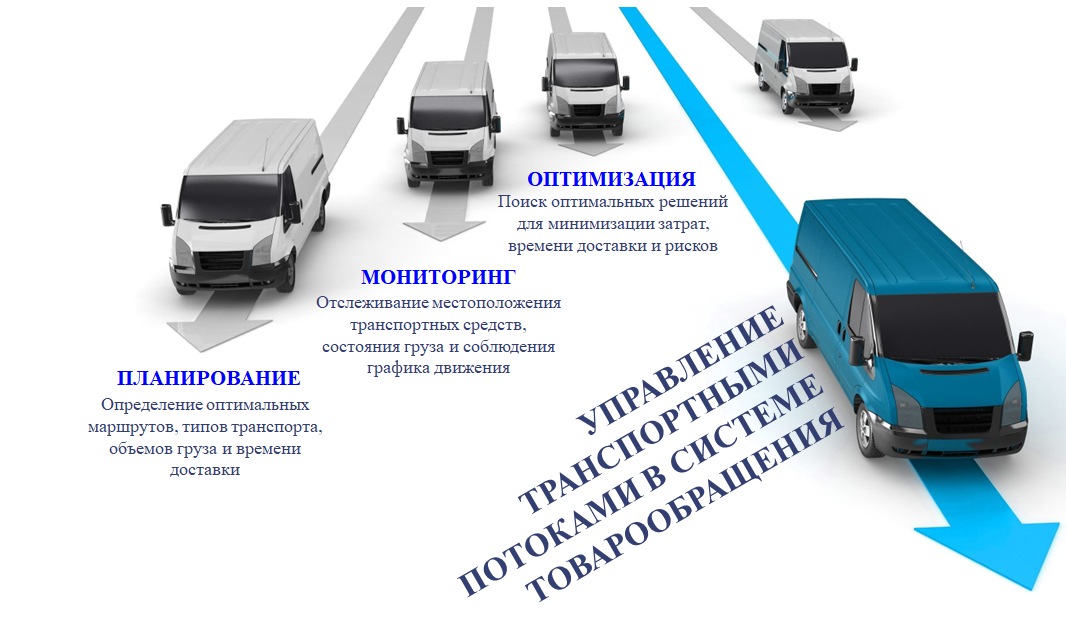 ОПТИМИЗАЦИЯ
Поиск оптимальных решений
для минимизации затрат,
времени доставки и рисков
МОНИТОРИНГ
Отслеживание местоположения
транспортных средств,
состояния груза и соблюдения
графика движения
ПЛАНИРОВАНИЕ
Определение оптимальных
маршрутов, типов транспорта,
объемов груза и времени
доставки
УПРАВЛЕНИЕ
ТРАНСПОРТНЫМИ
ПОТОКАМИ В СИСТЕМЕ
ТОВАРООБРАЩЕНИЯ